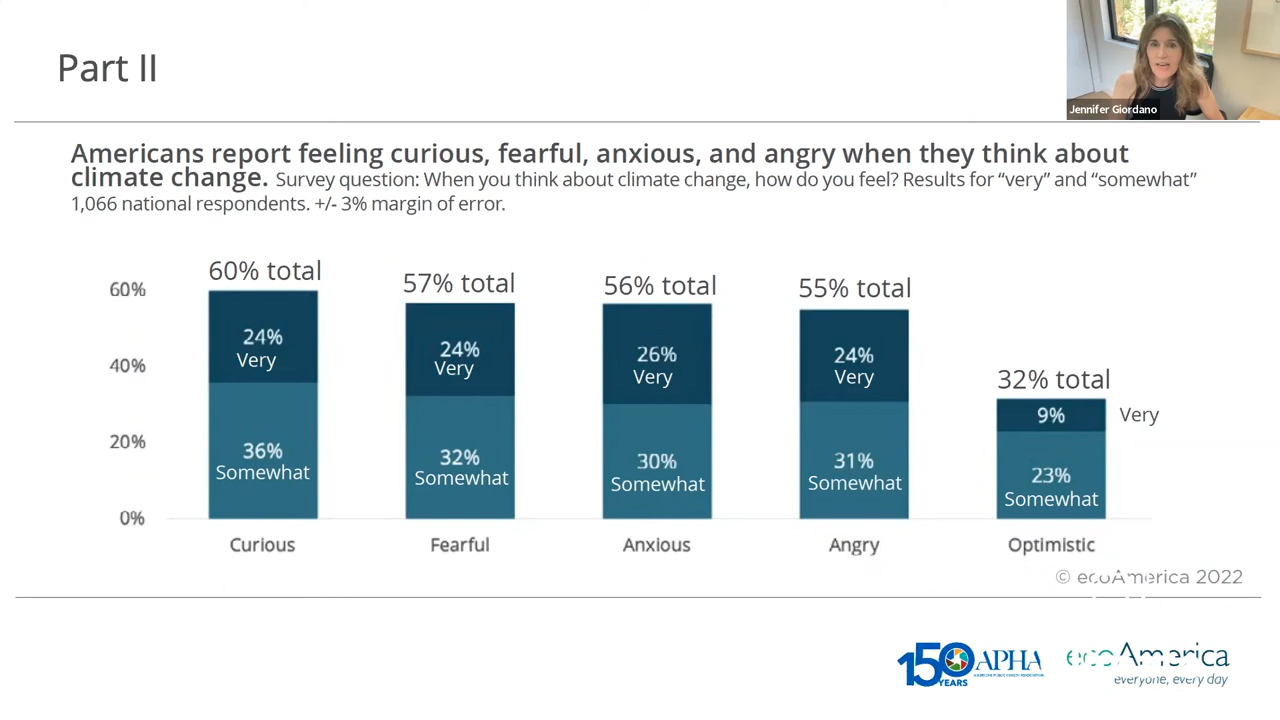 Part II
Jennifer Giordano
Americans report feeling curious, fearful, anxious, and angry when they think about
climate change. Survey question: When you think about climate change, how do you feel? Results for “very” and “somewhat”
1,066 national respondents. +/- 3% margin of error.
60% total
57% total
56% total
55% total
32% total
60%
40%
20%
0%
24%
Very
36%
Somewhat
24%
Very
32%
Somewhat
26%
Very
30%
Somewhat
24%
Very
31%
Somewhat
9%
Very
23%
Somewhat
Curious
Fearful
Anxious
Angry
Optimistic
© ecoAmerica 2022
150 APHA
YEARS
AMERICAN PUBLIC HEALTH ASSOCIATION
ecoAmerica
everyone, every day